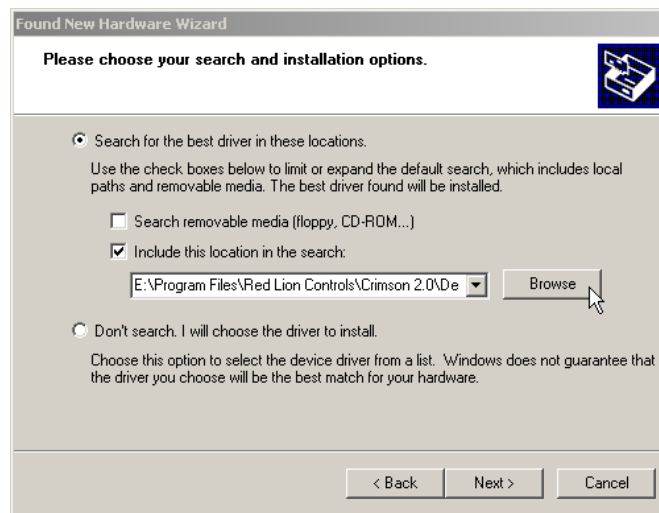 Found New Hardware Wizard
Please choose your search and installation options.
Search for the best driver in these locations.
Use the check boxes below to limit or expand the default search, which includes local
paths and removable media. The best driver found will be installed.
Search removable media (floppy, CD-ROM...)
Include this location in the search:
E:\Program Files\Red Lion Controls\Crimson 2.0\De
Browse
Don't search. I will choose the driver to install.
Choose this option to select the device driver from a list. Windows does not guarantee that
the driver you choose will be the best match for your hardware.
< Back Next > Cancel